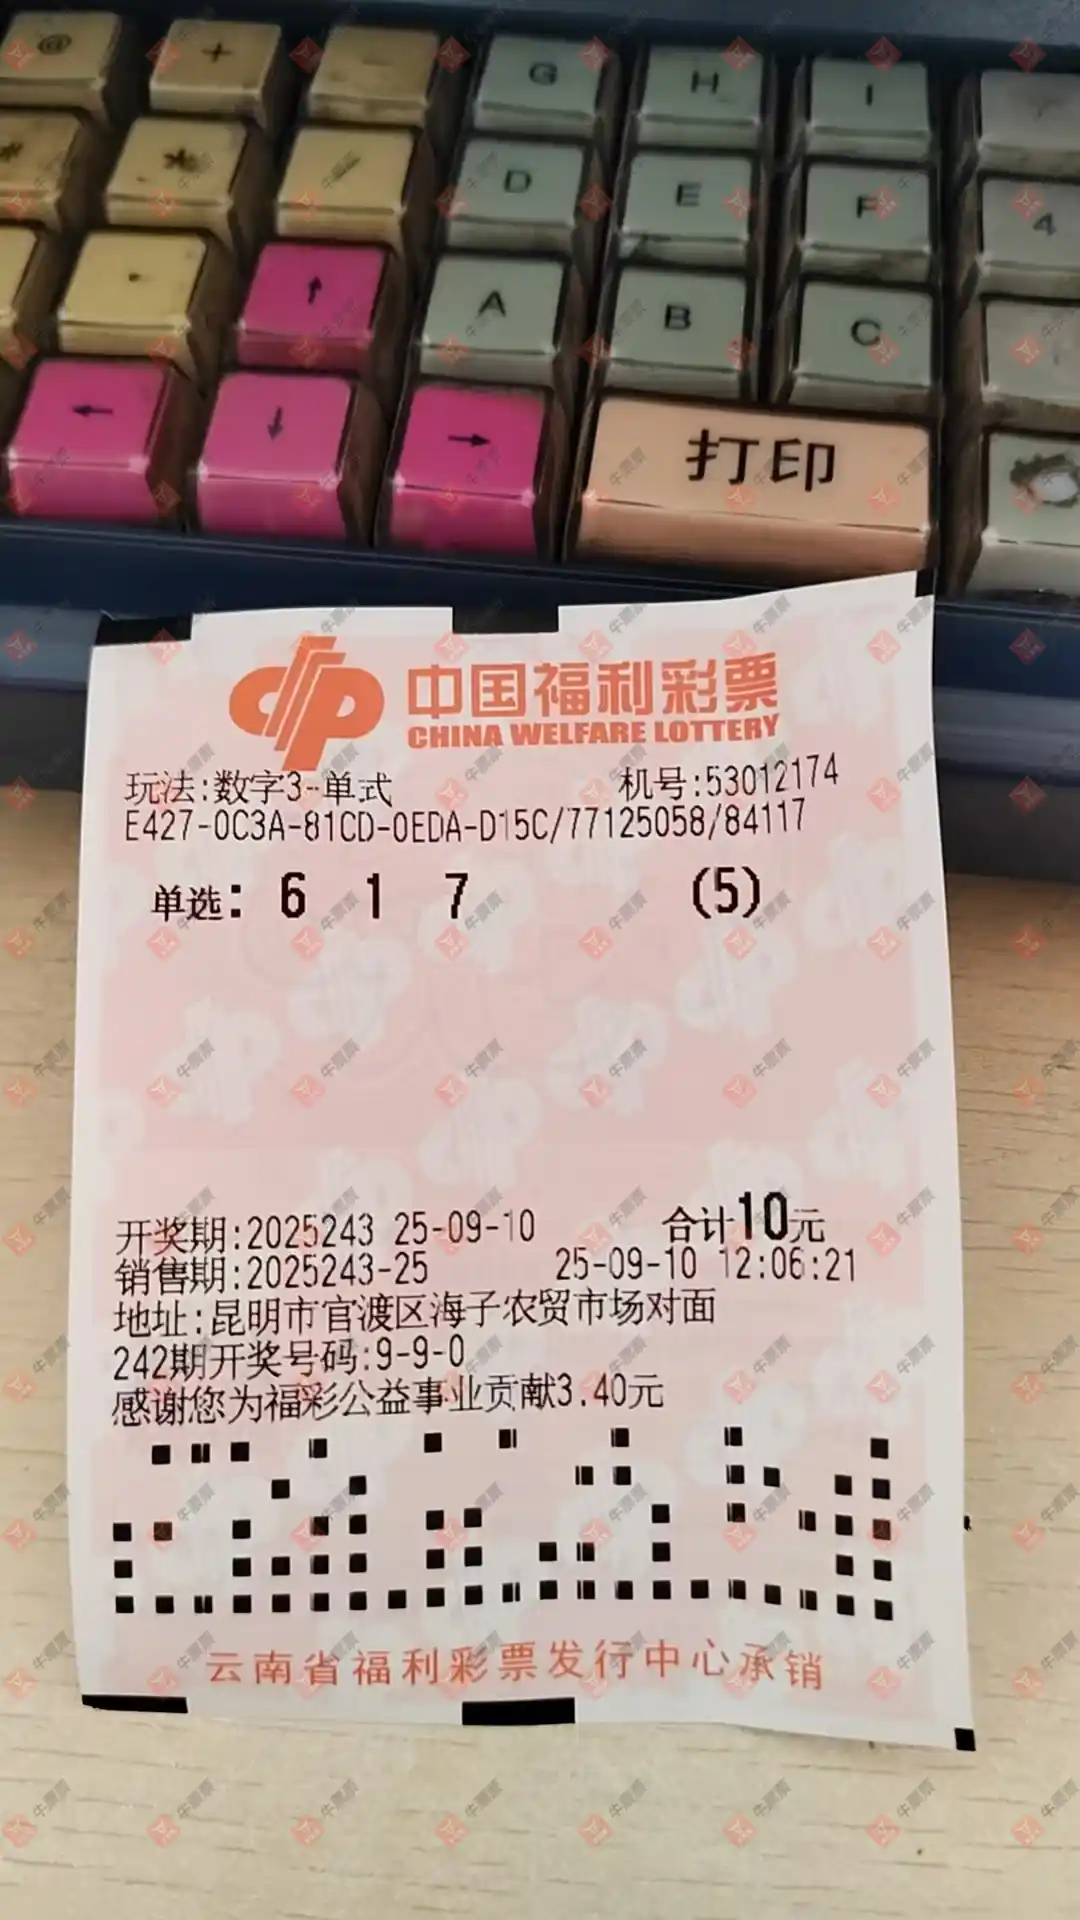 @ + G H I
* D E F 4
· ↑ A B C
← ↓ → 打印
中国福利彩票
CHINA WELFARE LOTTERY
玩法:数字3-单式 机号:53012174
E427-0C3A-81CD-0EDA-D15C/77125058/84117
单选: 6 1 7 (5)
开奖期:2025243 25-09-10 合计10元
销售期:2025243-25 25-09-10 12:06:21
地址:昆明市官渡区海子农贸市场对面
242期开奖号码:9-9-0
感谢您为福彩公益事业贡献3.40元
云南省福利彩票发行中心承销
牛票票